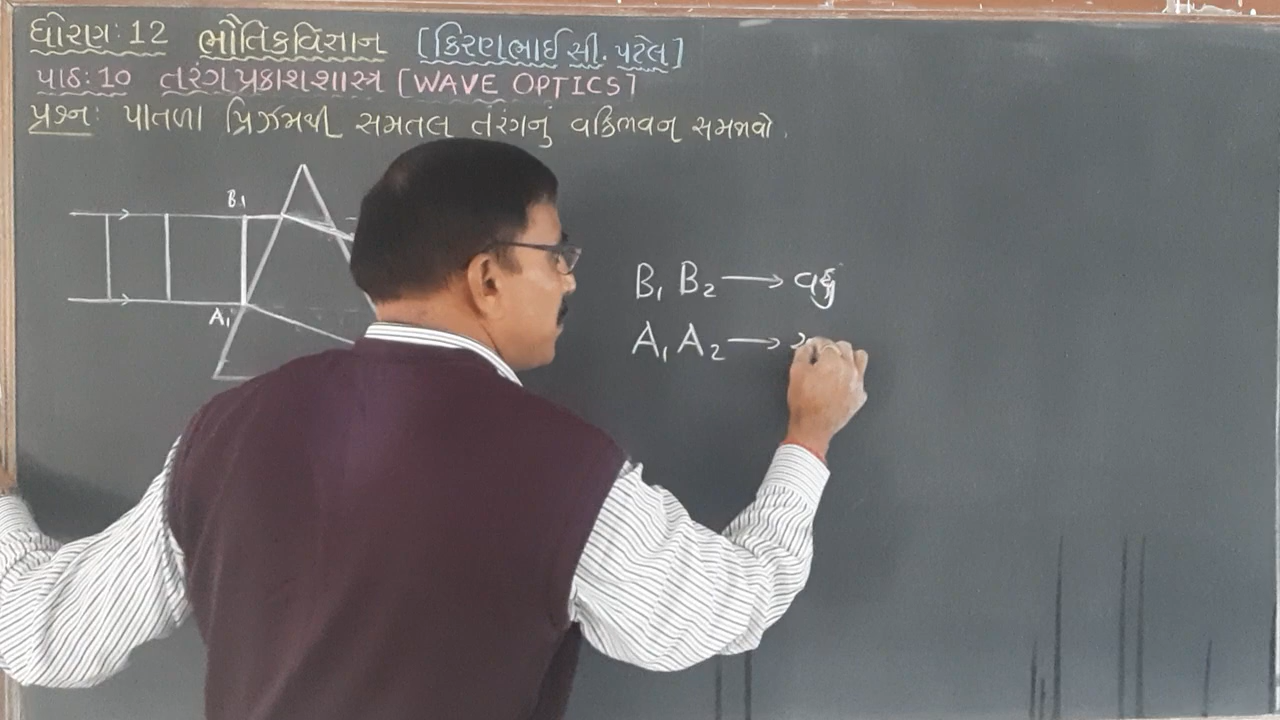 ધોરણ: 12 ભૌતિકવિજ્ઞાન [કિરણભાઈ સી. પટેલ]
પાઠ: 10 તરંગપ્રકાશશાસ્ત્ર [WAVE OPTICS]
પ્રશ્ન: પાતળા પ્રિઝમથી સમતલ તરંગનું વક્રિભવન સમજાવો.
B₁
A₁
B₁ B₂ → વધુ
A₁ A₂ →